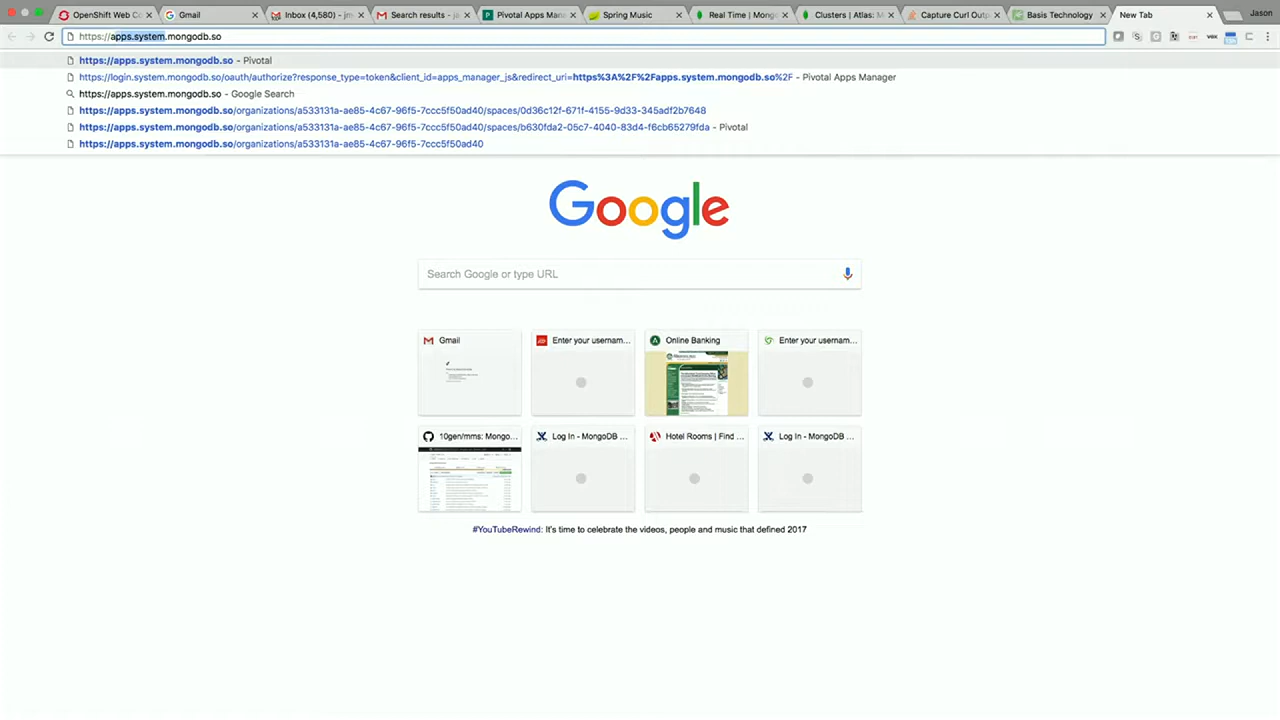 OpenShift Web Co
Gmail
Inbox (4,580) - jm
Search results - ja
Pivotal Apps Man
Spring Music
Real Time | Mongo
Clusters | Atlas: M
Capture Curl Outp
Basis Technology
New Tab
Jason
https://apps.system.mongodb.so
https://apps.system.mongodb.so - Pivotal
https://login.system.mongodb.so/oauth/authorize?response_type=token&client_id=apps_manager_js&redirect_uri=https%3A%2F%2Fapps.system.mongodb.so%2F - Pivotal Apps Manager
https://apps.system.mongodb.so - Google Search
https://apps.system.mongodb.so/organizations/a533131a-ae85-4c67-96f5-7ccc5f50ad40/spaces/0d36c12f-671f-4155-9d33-345adf2b7648
https://apps.system.mongodb.so/organizations/a533131a-ae85-4c67-96f5-7ccc5f50ad40/spaces/b630fda2-05c7-4040-83d4-f6cb65279fda - Pivotal
https://apps.system.mongodb.so/organizations/a533131a-ae85-4c67-96f5-7ccc5f50ad40
Google
Search Google or type URL
Gmail
Enter your usernam...
Online Banking
Enter your usernam...
10gen/mms: Mongo...
Log In - MongoDB ...
Hotel Rooms | Find ...
Log In - MongoDB ...
#YouTubeRewind: It's time to celebrate the videos, people and music that defined 2017